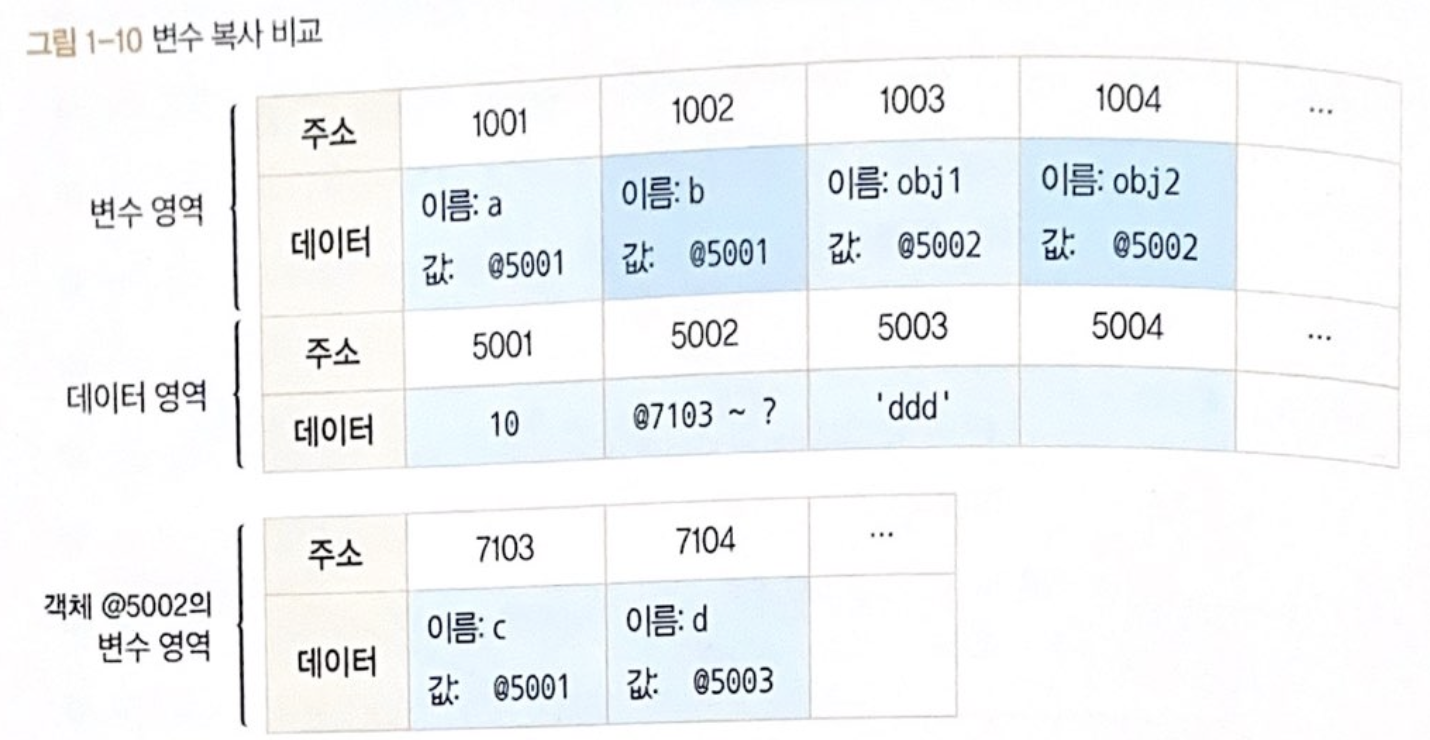 그림 1-10 변수 복사 비교
변수 영역
주소 1001 1002 1003 1004 ...
데이터
이름: a 이름: b 이름: obj1 이름: obj2
값: @5001 값: @5001 값: @5002 값: @5002
데이터 영역
주소 5001 5002 5003 5004 ...
데이터 10 @7103 ~ ? 'ddd'
객체 @5002의
변수 영역
주소 7103 7104 ...
데이터
이름: c 이름: d
값: @5001 값: @5003